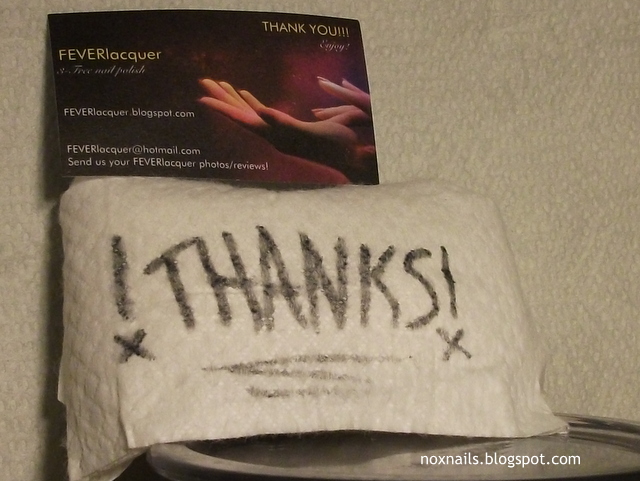 THANK YOU!!!
Enjoy!
FEVERlacquer
3-Free nail polish
FEVERlacquer.blogspot.com
FEVERlacquer@hotmail.com
Send us your FEVERlacquer photos/reviews!
! THANKS!
x x
noxnails.blogspot.com